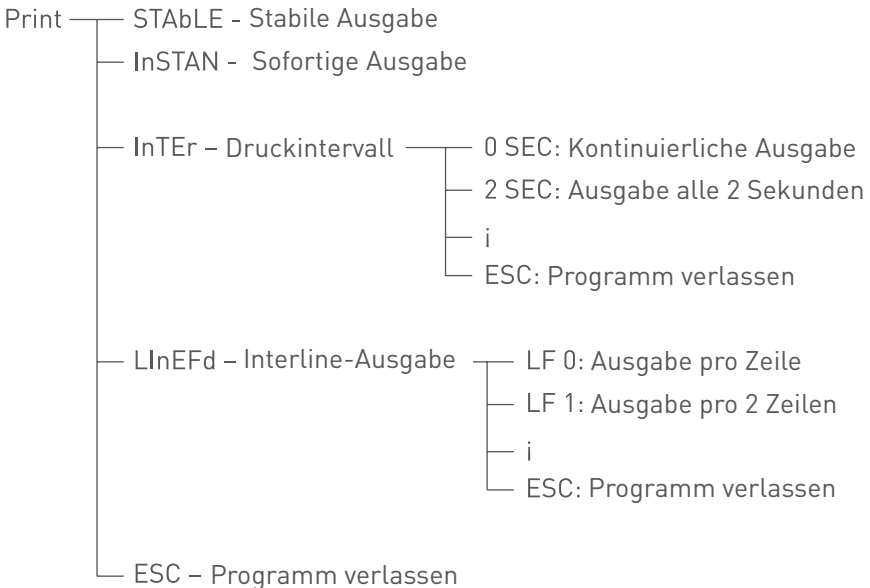 Print
STAbLE - Stabile Ausgabe
InSTAN - Sofortige Ausgabe
InTEr – Druckintervall
0 SEC: Kontinuierliche Ausgabe
2 SEC: Ausgabe alle 2 Sekunden
i
ESC: Programm verlassen
LInEFd – Interline-Ausgabe
LF 0: Ausgabe pro Zeile
LF 1: Ausgabe pro 2 Zeilen
i
ESC: Programm verlassen
ESC – Programm verlassen